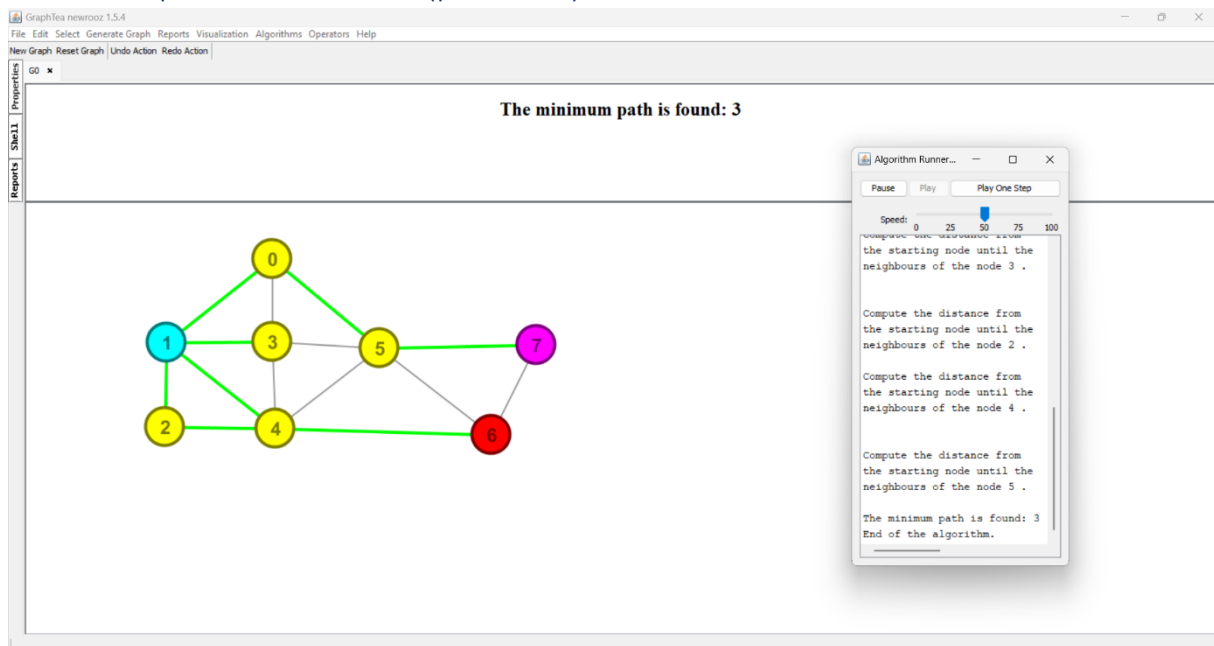 GraphTea newrooz 1.5.4
File Edit Select Generate Graph Reports Visualization Algorithms Operators Help
New Graph Reset Graph Undo Action Redo Action
G0
Properties
Shell
Reports
The minimum path is found: 3
0
1
3
5
7
2
4
6
Algorithm Runner...
Pause Play Play One Step
Speed:
0 25 50 75 100
the starting node until the
neighbours of the node 3 .
Compute the distance from
the starting node until the
neighbours of the node 2 .
Compute the distance from
the starting node until the
neighbours of the node 4 .
Compute the distance from
the starting node until the
neighbours of the node 5 .
The minimum path is found: 3
End of the algorithm.